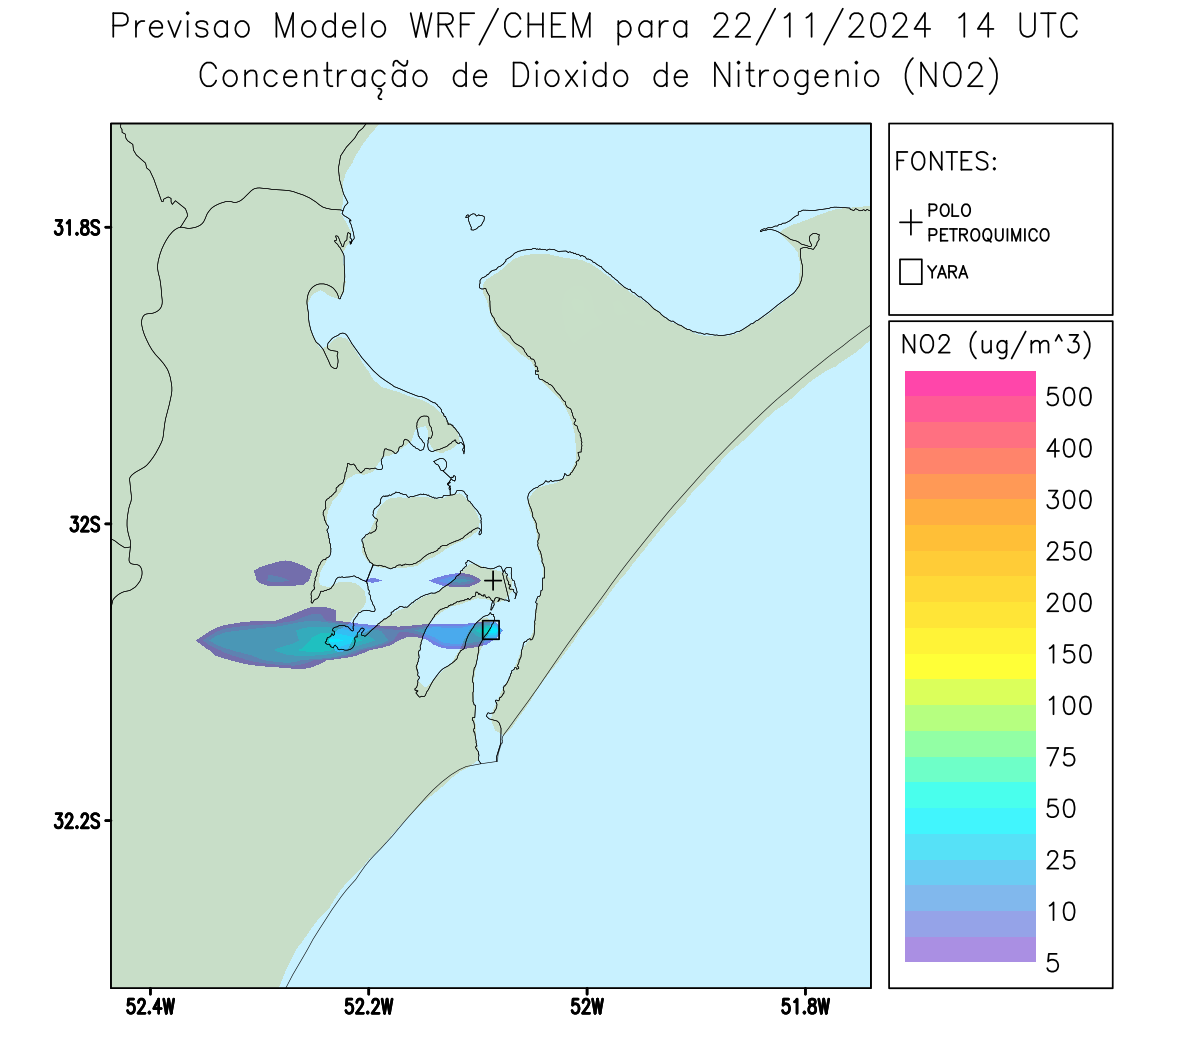 Previsao Modelo WRF/CHEM para 22/11/2024 14 UTC
Concentração de Dioxido de Nitrogenio (NO2)
FONTES:
POLO
PETROQUIMICO
YARA
NO2 (ug/m^3)
500
400
300
250
200
150
100
75
50
25
10
5
31.8S
32S
32.2S
52.4W
52.2W
52W
51.8W